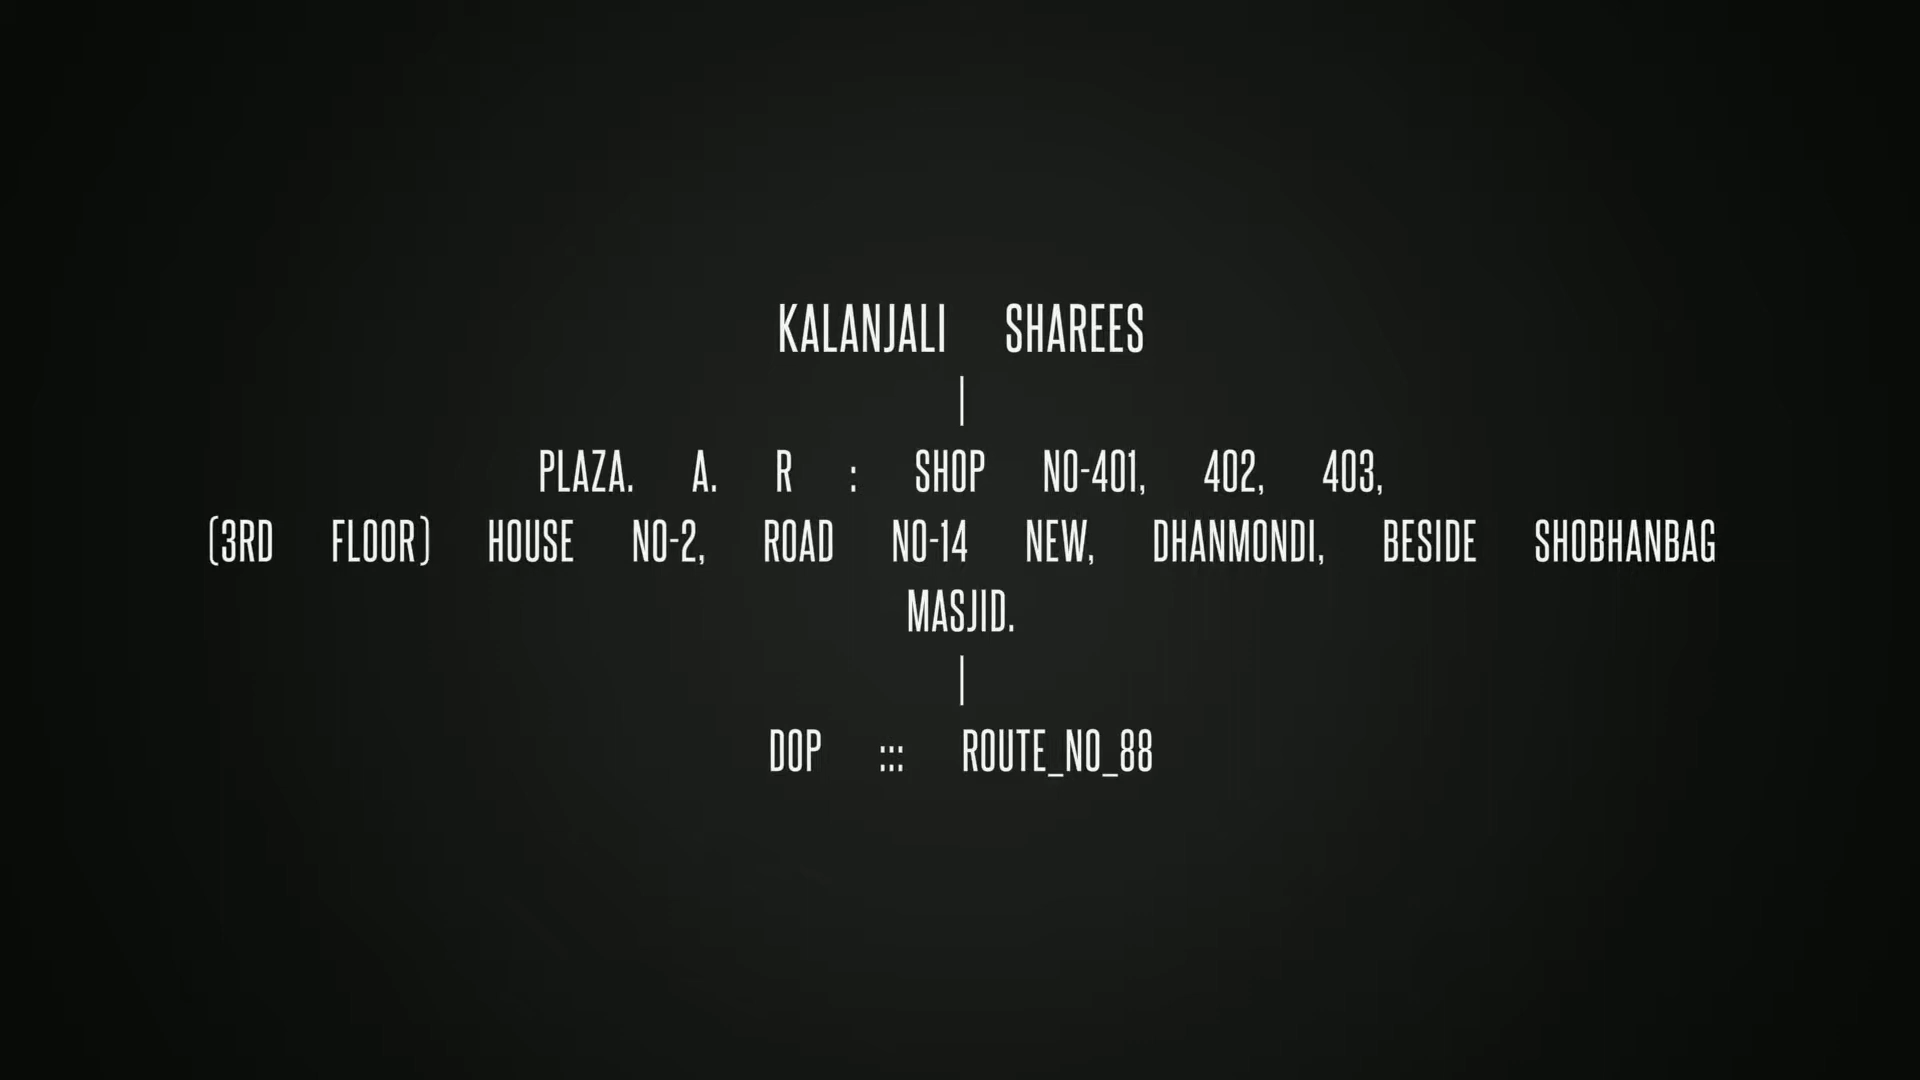 KALANJALI SHAREES
|
PLAZA. A. R : SHOP NO-401, 402, 403,
(3RD FLOOR) HOUSE NO-2, ROAD NO-14 NEW, DHANMONDI, BESIDE SHOBHANBAG
MASJID.
|
DOP :::: ROUTE_NO_88